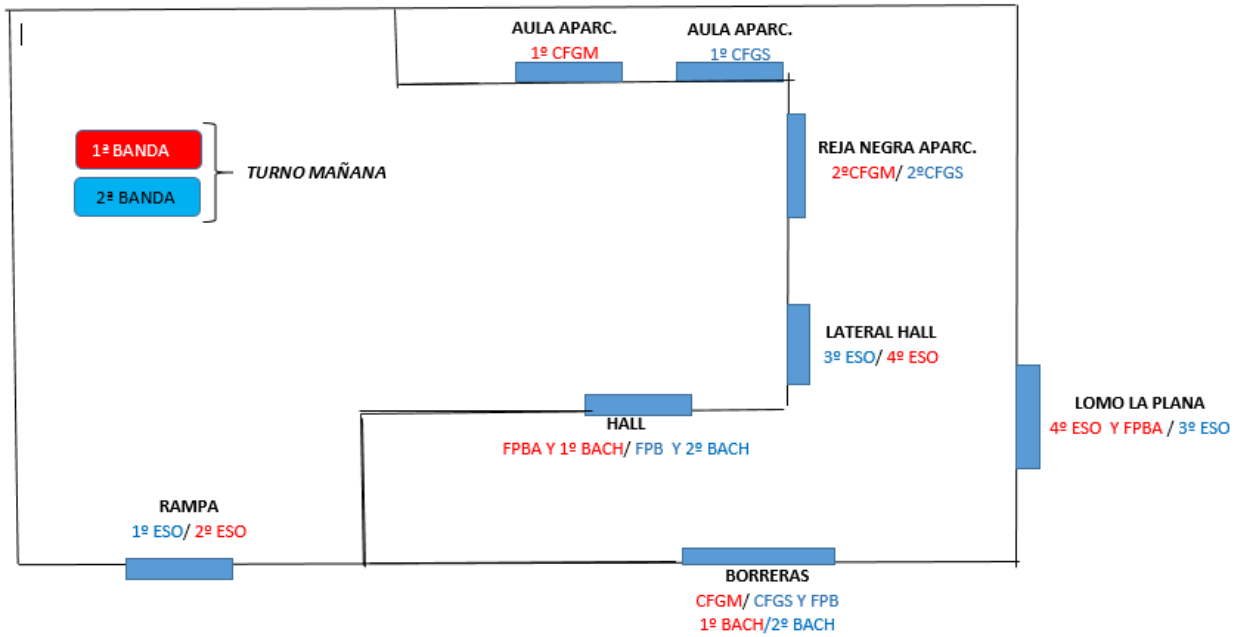 AULA APARC.
1º CFGM
AULA APARC.
1º CFGS
1ª BANDA
2ª BANDA
TURNO MAÑANA
REJA NEGRA APARC.
2ºCFGM/ 2ºCFGS
LATERAL HALL
3º ESO/ 4º ESO
LOMO LA PLANA
4º ESO Y FPBA / 3º ESO
HALL
FPBA Y 1º BACH/ FPB Y 2º BACH
RAMPA
1º ESO/ 2º ESO
BORRERAS
CFGM/ CFGS Y FPB
1º BACH/2º BACH